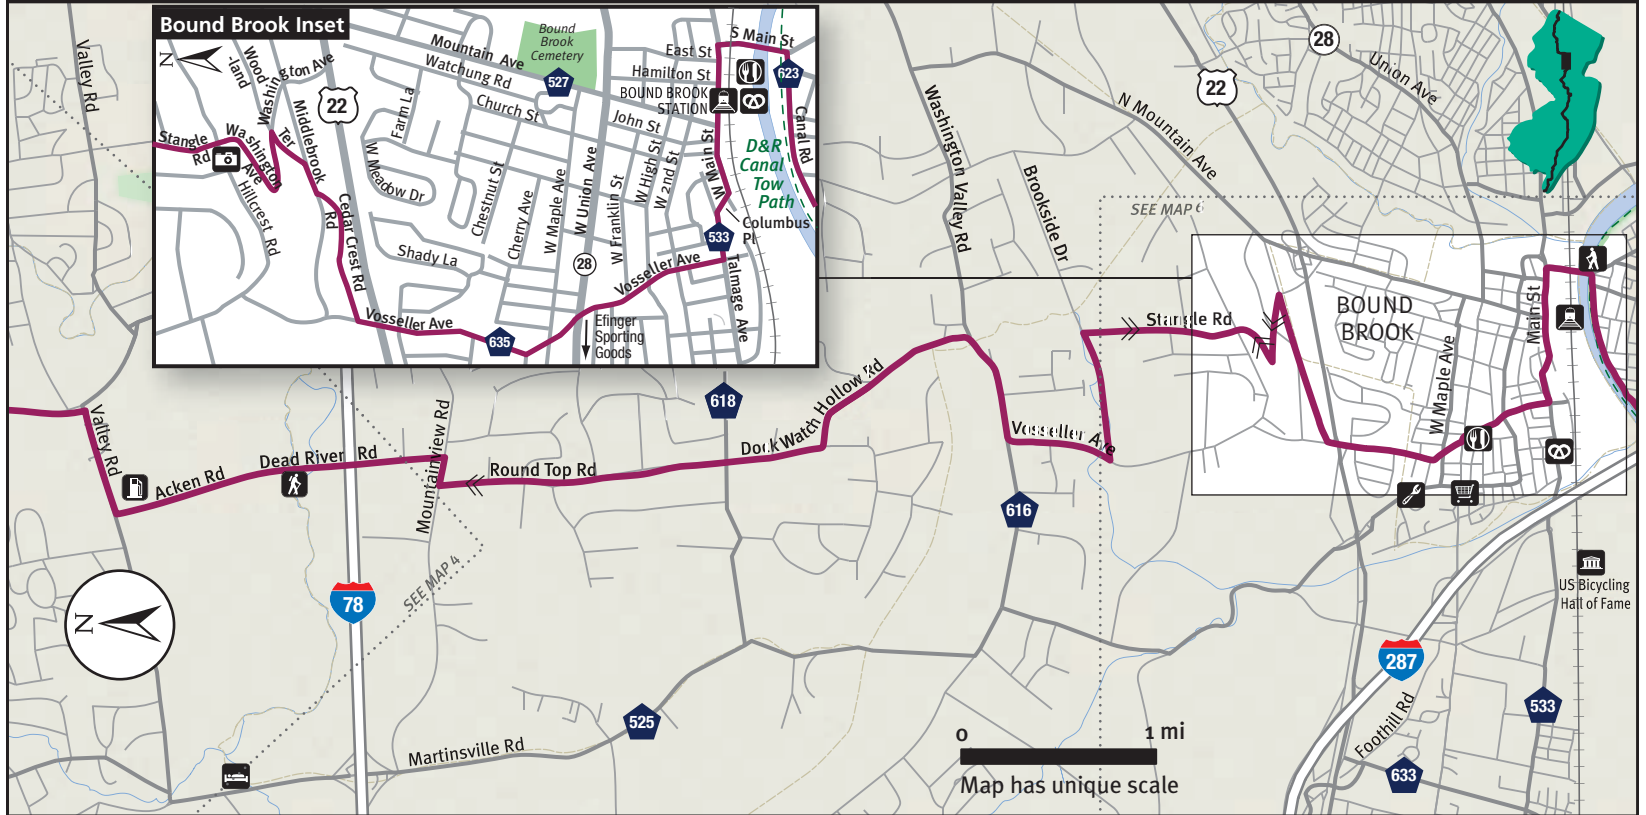 Bound Brook Inset
N
Wood
-land
Washington Ave
Mountain Ave
Watchung Rd
Bound
Brook
Cemetery
527
East St
S Main St
Hamilton St
BOUND BROOK
STATION
623
22
Farm La
Church St
John St
Middlebrook
Ter
Stangle
Rd
Washington
Ave
Hillcrest Rd
W Meadow Dr
Chestnut St
Cherry Ave
W Maple Ave
W Union Ave
W Franklin St
W High St
W 2nd St
W Main St
Canal Rd
D&R
Canal
Tow
Path
Columbus
Pl
533
Cedar Crest Rd
Shady La
28
Vosseller Ave
Talmage Ave
Vosseller Ave
635
Efinger
Sporting
Goods
Valley Rd
28
Union Ave
22
N Mountain Ave
Washington Valley Rd
Brookside Dr
SEE MAP 6
Stangle Rd
BOUND
BROOK
Main St
W Maple Ave
618
Dock Watch Hollow Rd
Vosseller Ave
616
Valley Rd
Acken Rd
Dead River Rd
Mountainview Rd
Round Top Rd
SEE MAP 4
N
78
US Bicycling
Hall of Fame
287
533
Foothill Rd
633
525
Martinsville Rd
0 1 mi
Map has unique scale